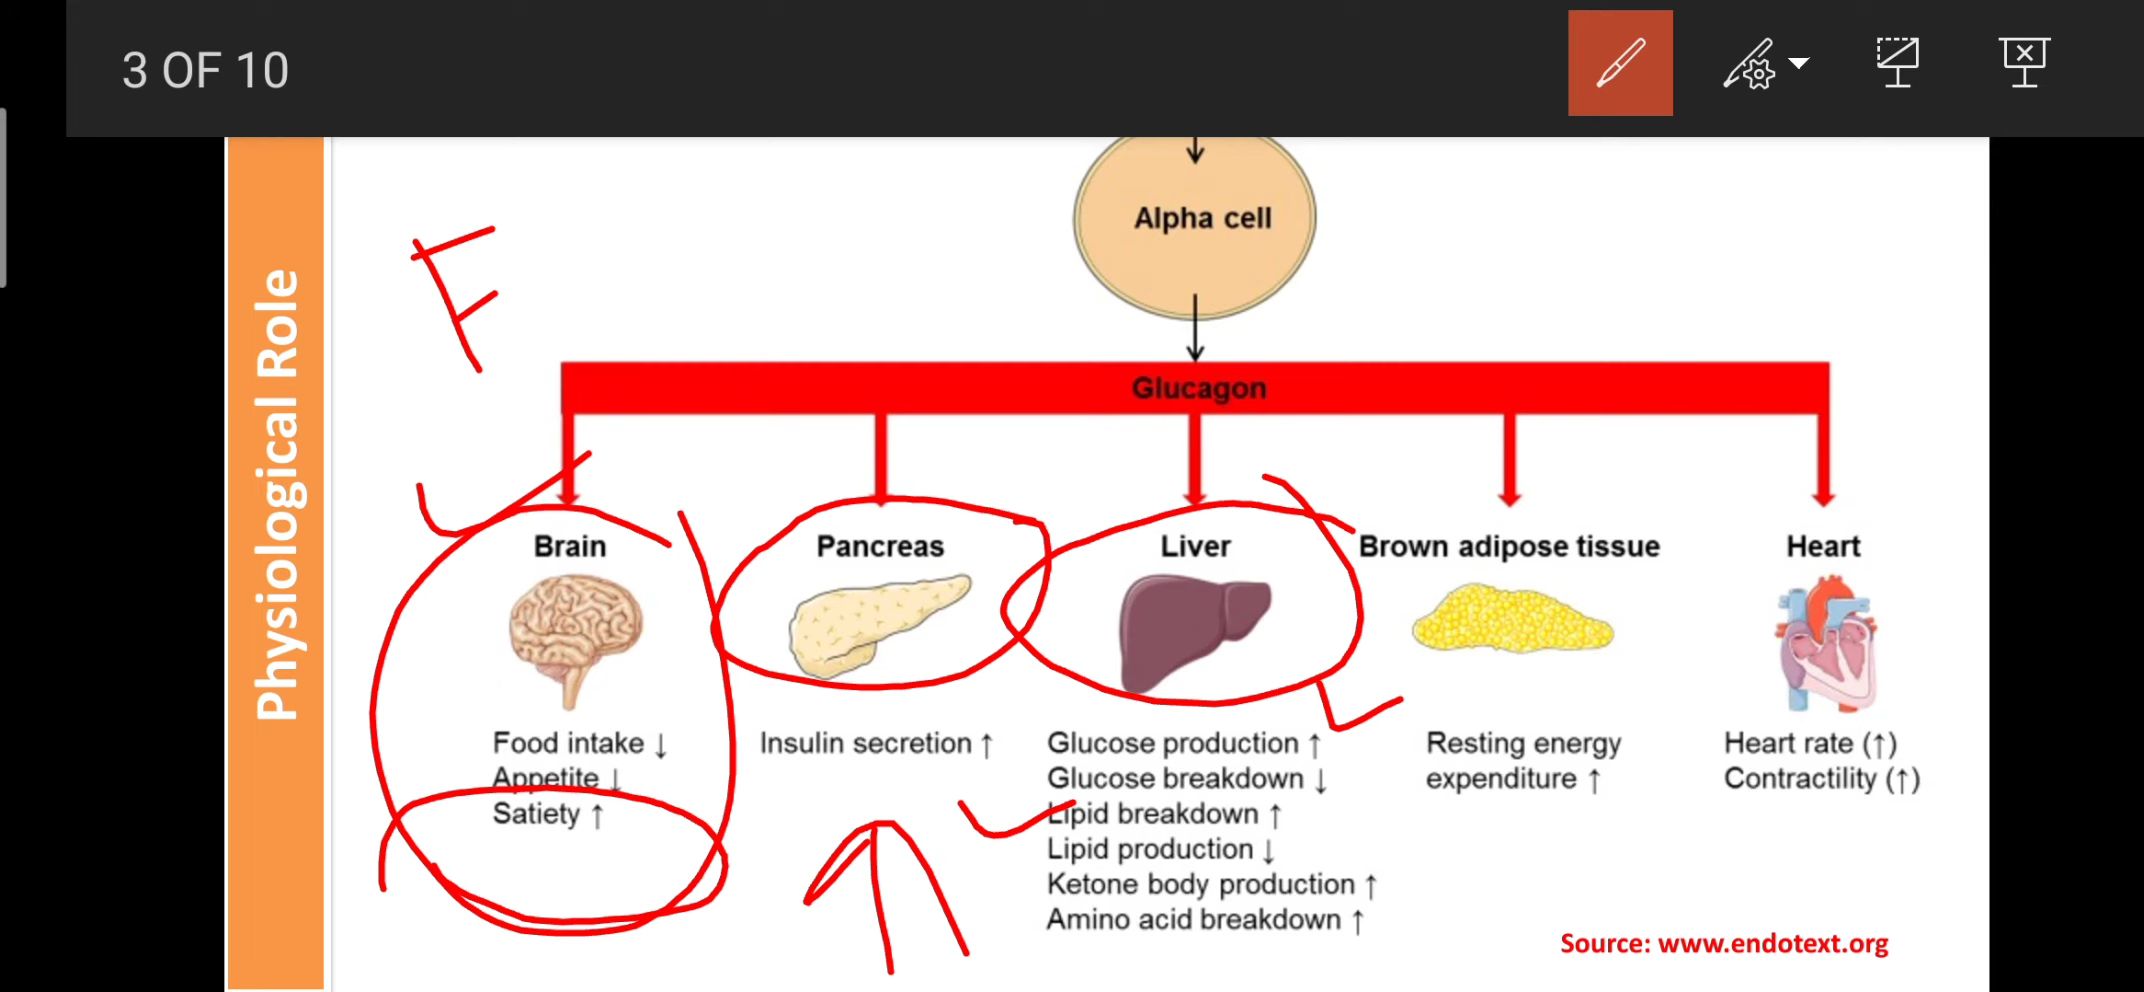 3 OF 10
Physiological Role
F
Alpha cell
Glucagon
Brain
Food intake ↓
Appetite ↓
Satiety ↑
Pancreas
Insulin secretion ↑
Liver
Glucose production ↑
Glucose breakdown ↓
Lipid breakdown ↑
Lipid production ↓
Ketone body production ↑
Amino acid breakdown ↑
Brown adipose tissue
Resting energy
expenditure ↑
Heart
Heart rate (↑)
Contractility (↑)
Source: www.endotext.org